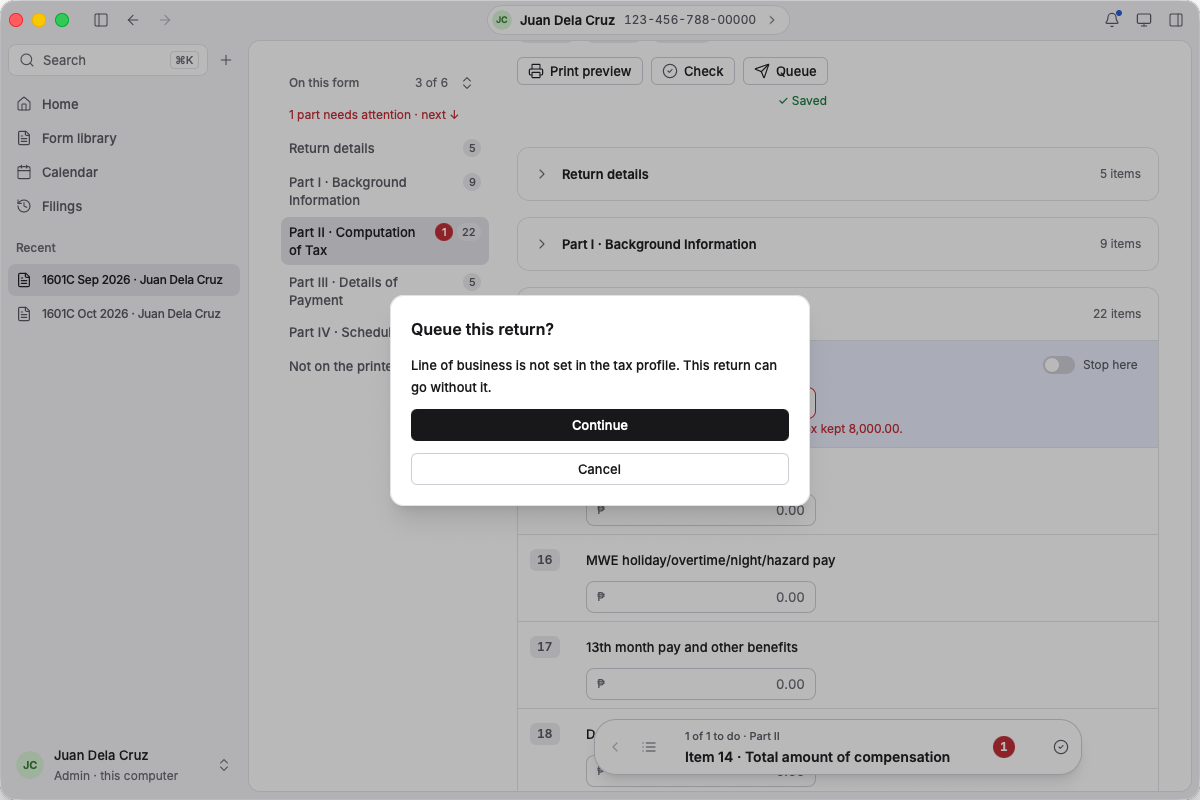 JC Juan Dela Cruz 123-456-788-00000
Search ⌘K
Home
Form library
Calendar
Filings
Recent
1601C Sep 2026 · Juan Dela Cruz
1601C Oct 2026 · Juan Dela Cruz
JC Juan Dela Cruz
Admin · this computer
On this form 3 of 6
1 part needs attention · next ↓
Return details 5
Part I · Background Information 9
Part II · Computation of Tax 1 22
Part III · Details of Payment 5
Part IV ·
Not on the
Print preview Check Queue
Saved
Return details 5 items
Part I · Background Information 9 items
22 items
Stop here
kept 8,000.00.
Queue this return?
Line of business is not set in the tax profile. This return can
go without it.
Continue
Cancel
₱ 0.00
16 MWE holiday/overtime/night/hazard pay
₱ 0.00
17 13th month pay and other benefits
₱ 0.00
18
1 of 1 to do · Part II
Item 14 · Total amount of compensation 1